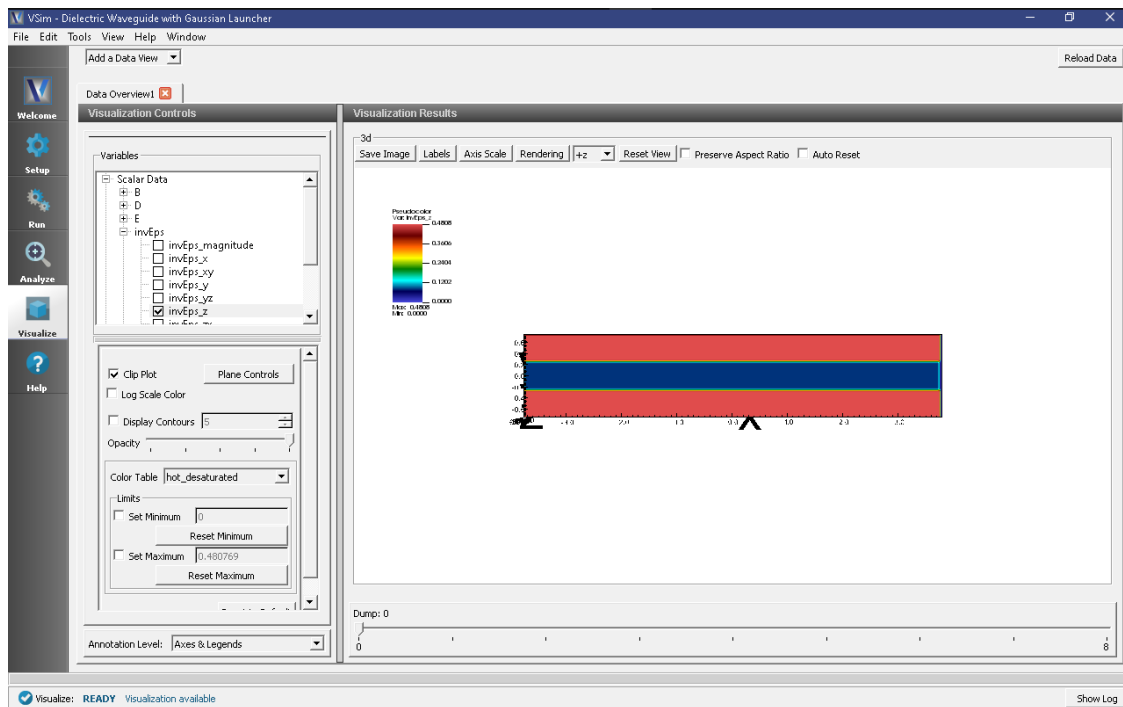 VSim - Dielectric Waveguide with Gaussian Launcher
File Edit Tools View Help Window
Add a Data View
Reload Data
Data Overview1
Welcome
Setup
Run
Analyze
Visualize
Help
Visualization Controls
Variables
Scalar Data
B
D
E
invEps
invEps_magnitude
invEps_x
invEps_xy
invEps_y
invEps_yz
invEps_z
Clip Plot
Plane Controls
Log Scale Color
Display Contours 5
Opacity
Color Table hot_desaturated
Limits
Set Minimum 0
Reset Minimum
Set Maximum 0.480769
Reset Maximum
Annotation Level: Axes & Legends
Visualization Results
3d
Save Image Labels Axis Scale Rendering +z Reset View Preserve Aspect Ratio Auto Reset
Pseudocolor
Var: invEps_z
0.4808
0.3606
0.2404
0.1202
0.0000
Max: 0.4808
Min: 0.0000
Dump: 0
0 8
Visualize: READY Visualization available
Show Log